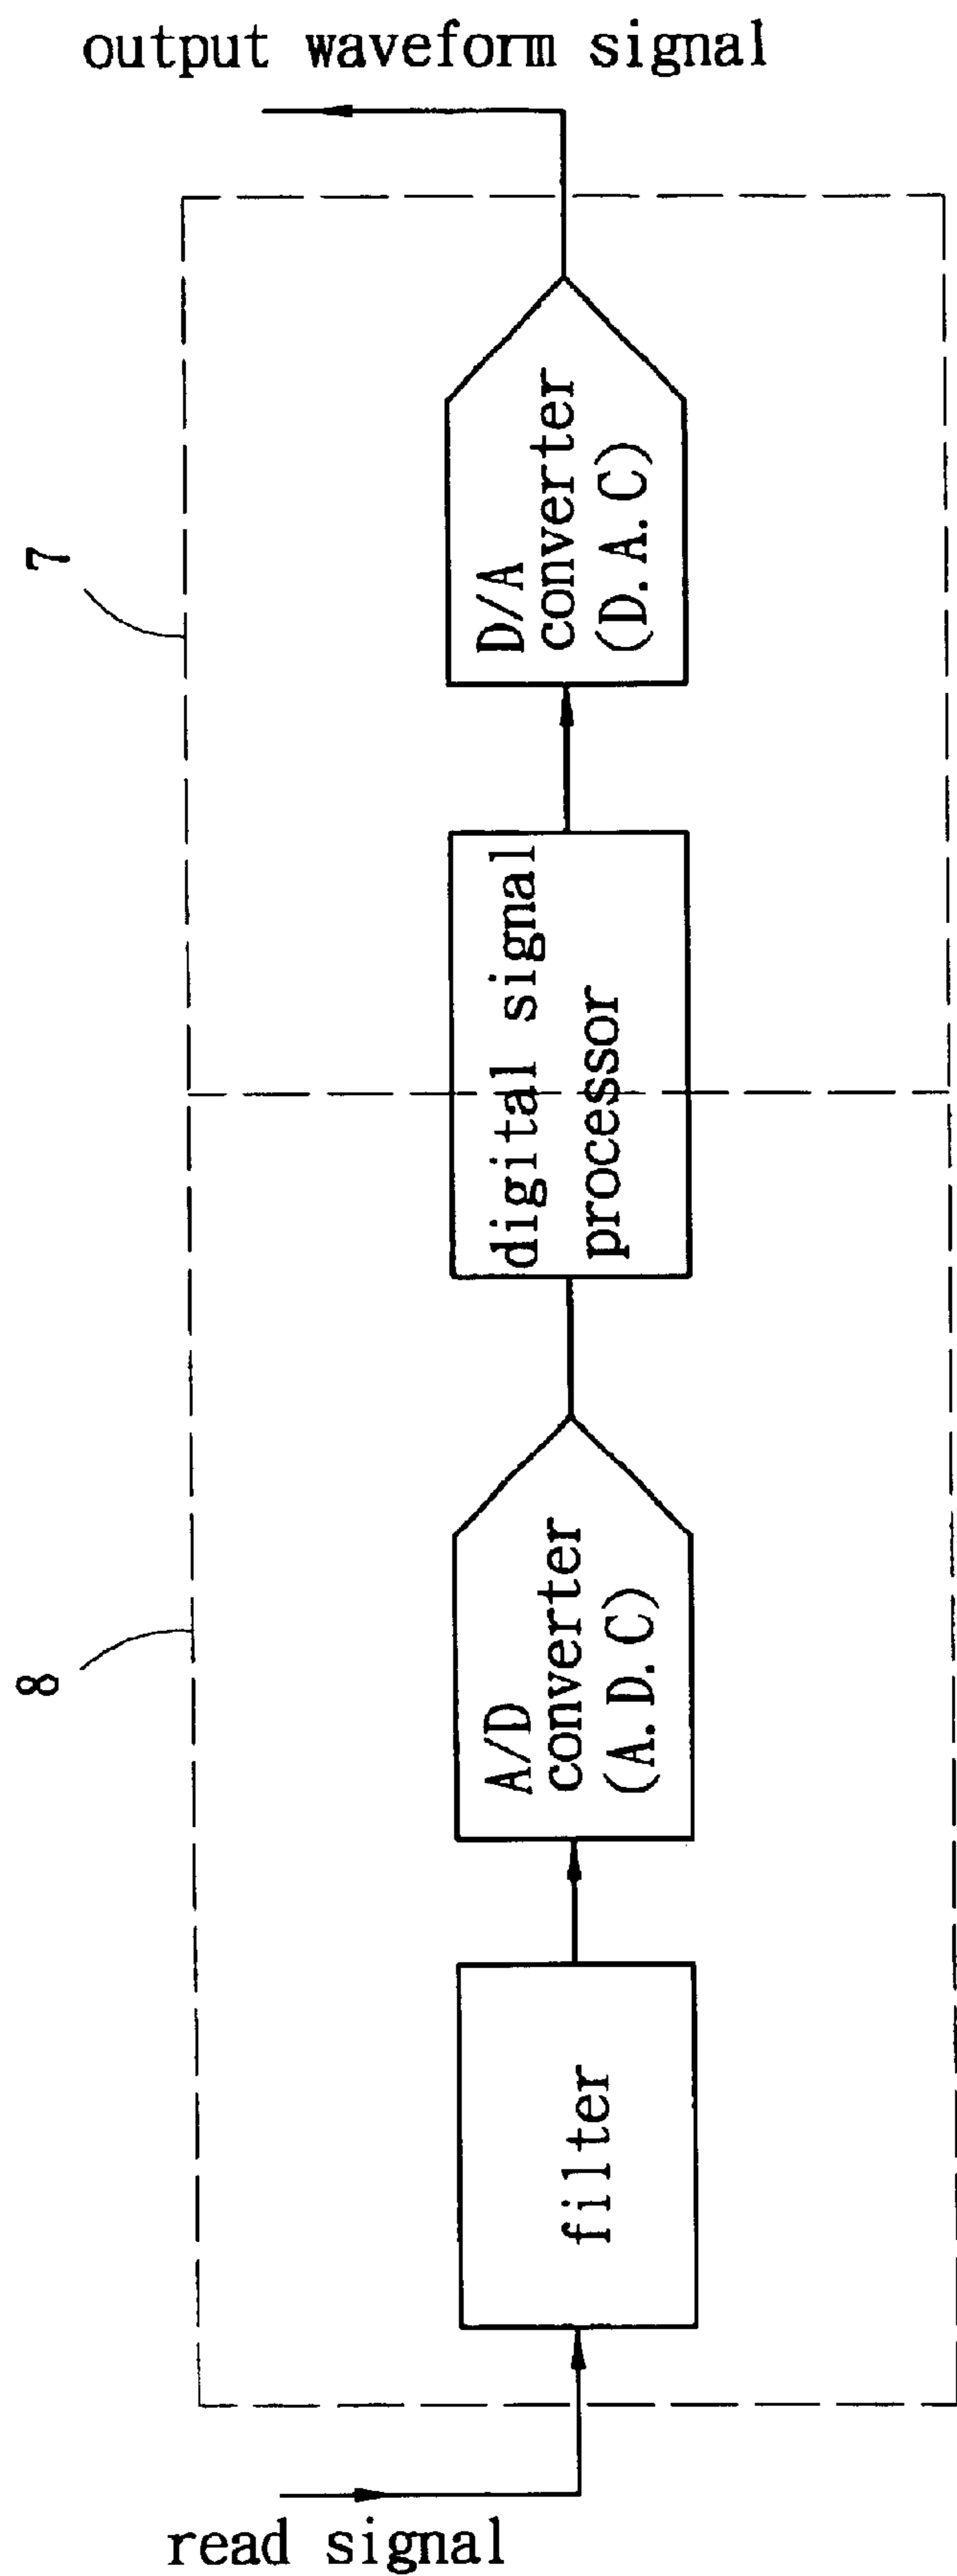 output waveform signal
7
D/A
converter
(D.A.C)
digital signal
processor
8
A/D
converter
(A.D.C)
filter
read signal